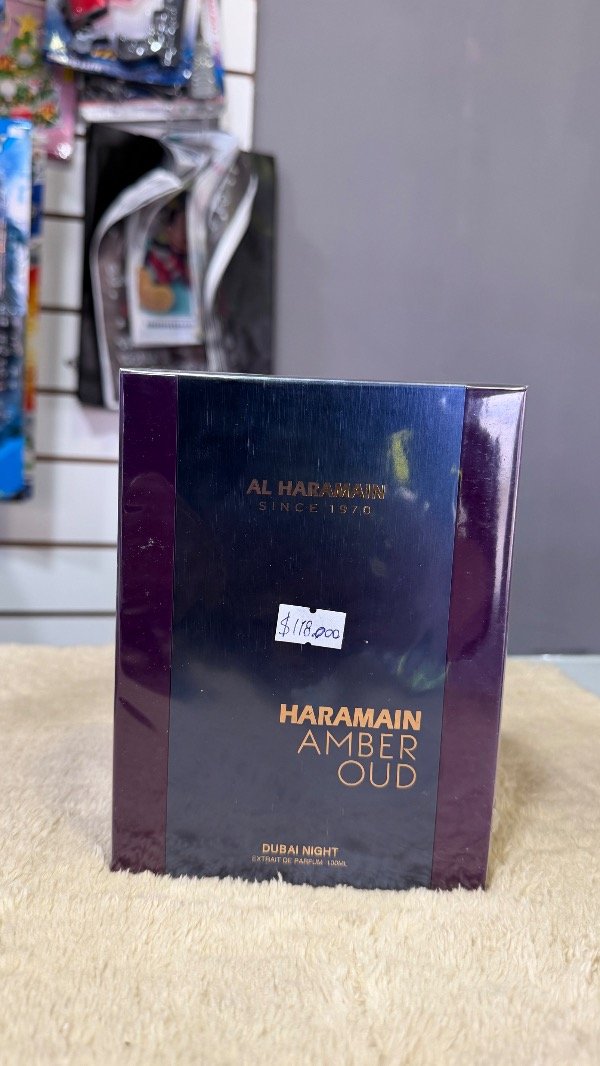 AL HARAMAIN
SINCE 1970
$118.000
HARAMAIN
AMBER
OUD
DUBAI NIGHT
EXTRAIT DE PARFUM 100ML